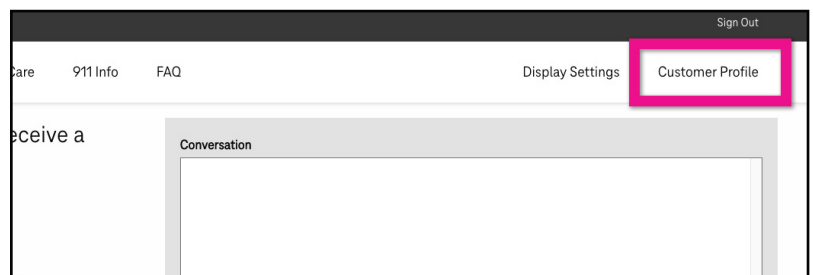 Sign Out
Care 911 Info FAQ Display Settings Customer Profile
eceive a
Conversation